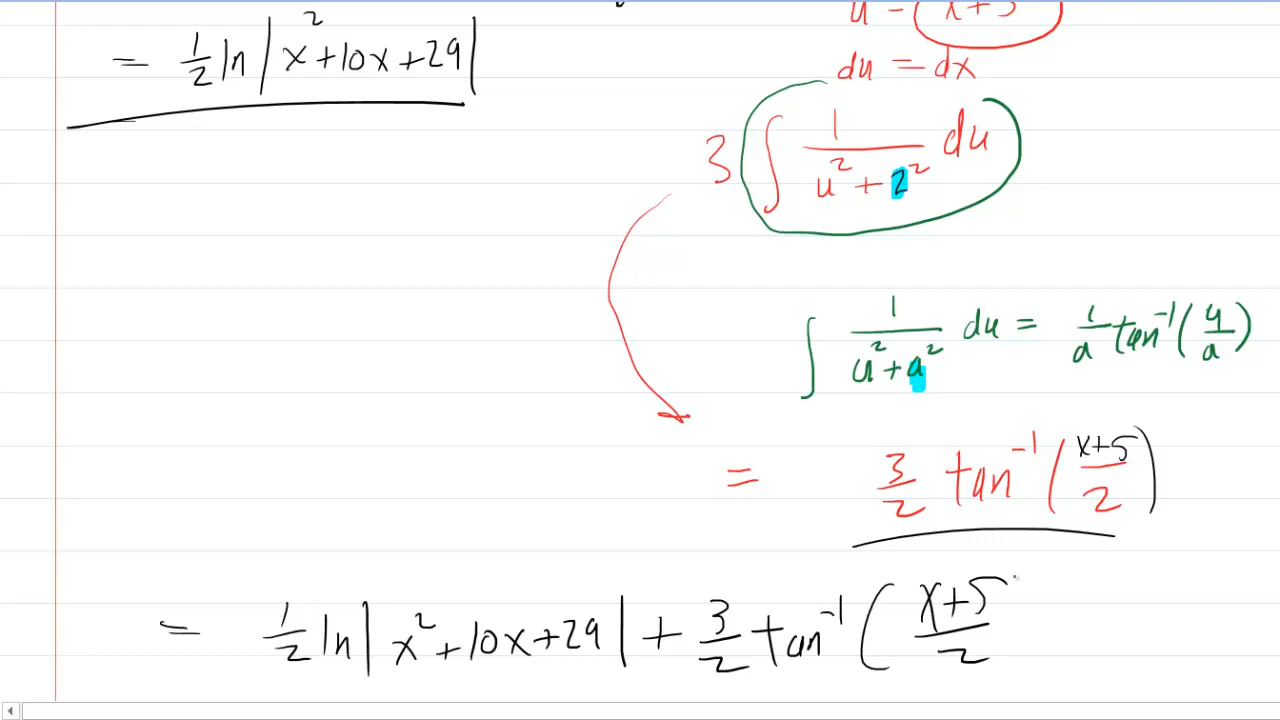 u = x+5
= 1/2 ln |x²+10x+29|
du = dx
3 ∫ 1/(u² + 2²) du
∫ 1/(u²+a²) du = 1/a tan⁻¹(u/a)
= 3/2 tan⁻¹((x+5)/2)
= 1/2 ln|x²+10x+29| + 3/2 tan⁻¹((x+5)/2